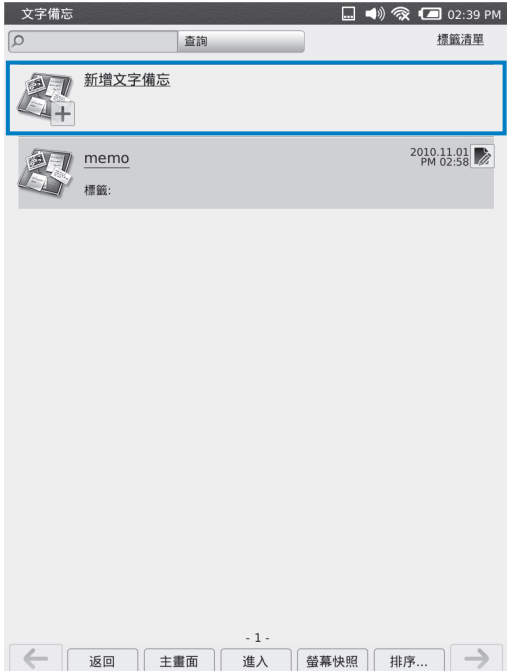 文字備忘 02:39 PM
查詢 標籤清單
新增文字備忘
memo 2010.11.01
PM 02:58
標籤:
- 1 -
返回 主畫面 進入 螢幕快照 排序...